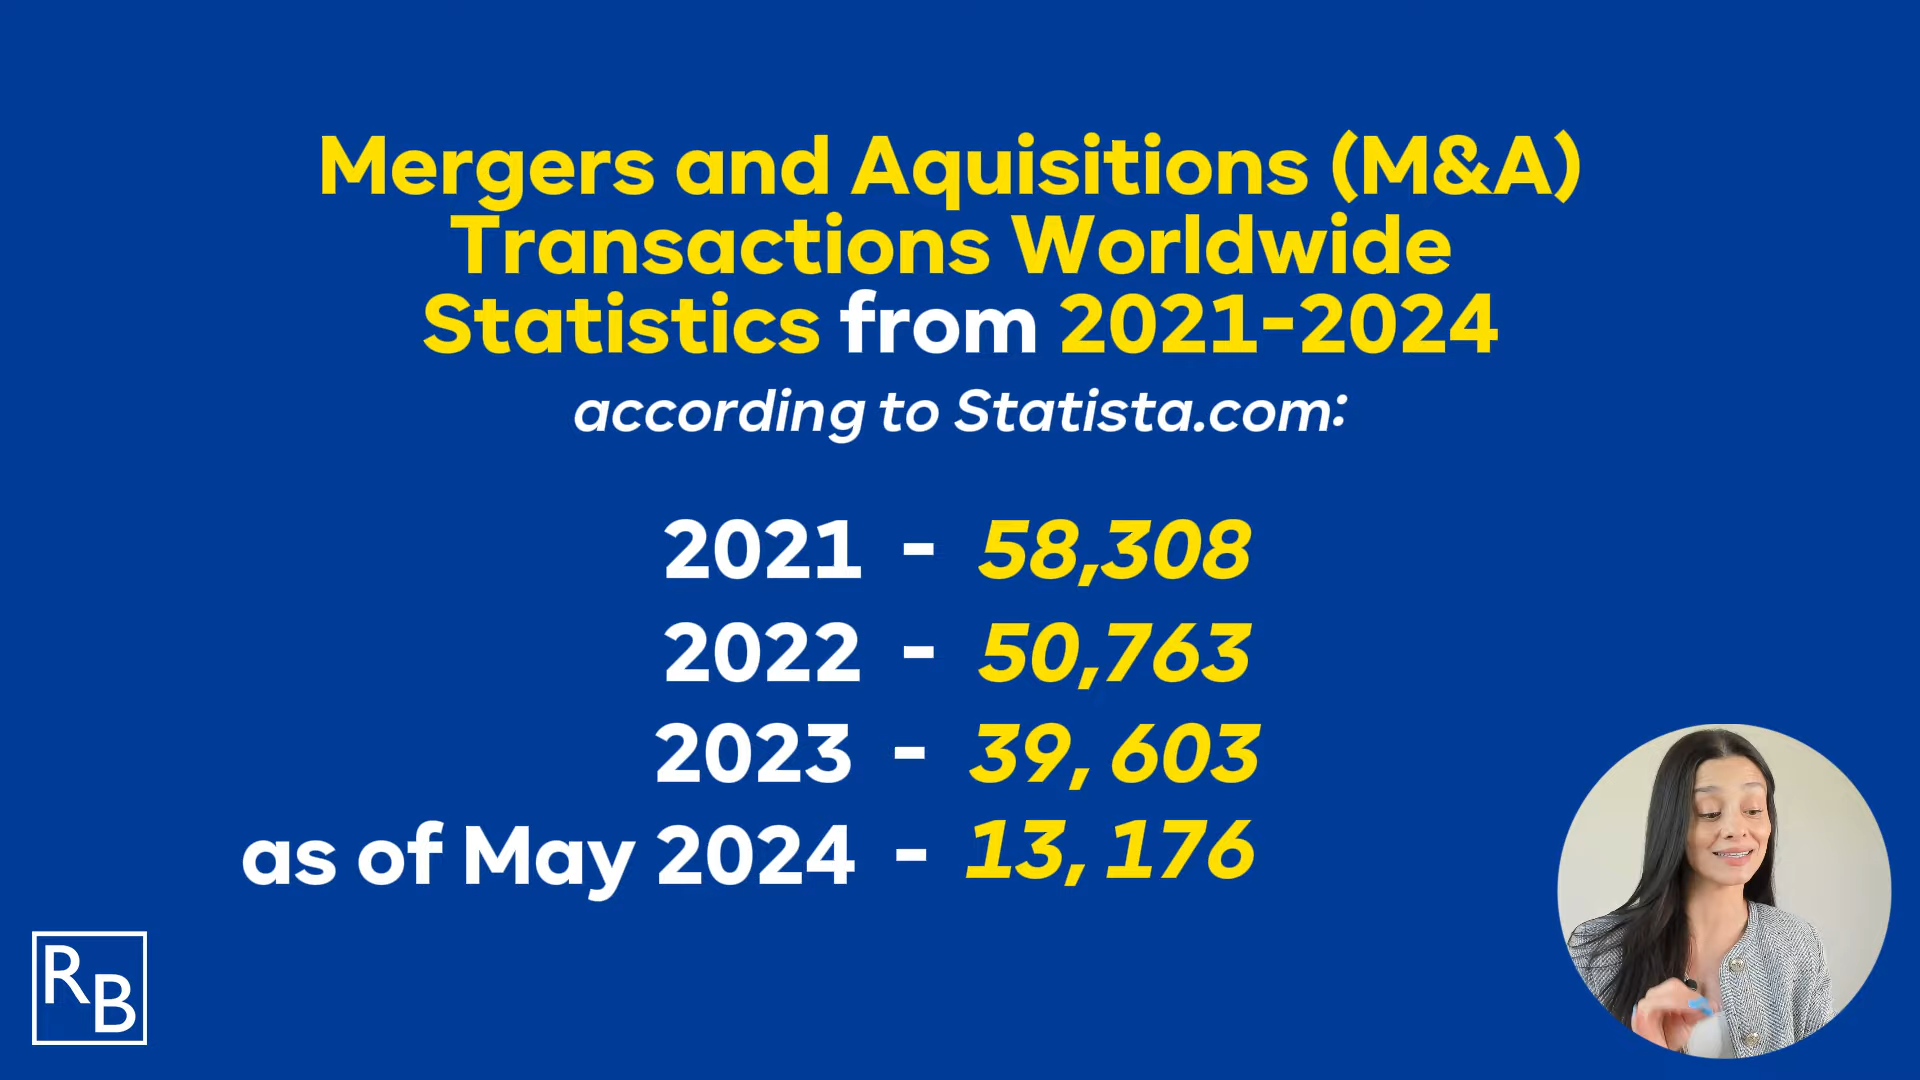 Mergers and Aquisitions (M&A)
Transactions Worldwide
Statistics from 2021-2024
according to Statista.com:
2021 - 58,308
2022 - 50,763
2023 - 39, 603
as of May 2024 - 13, 176
RB